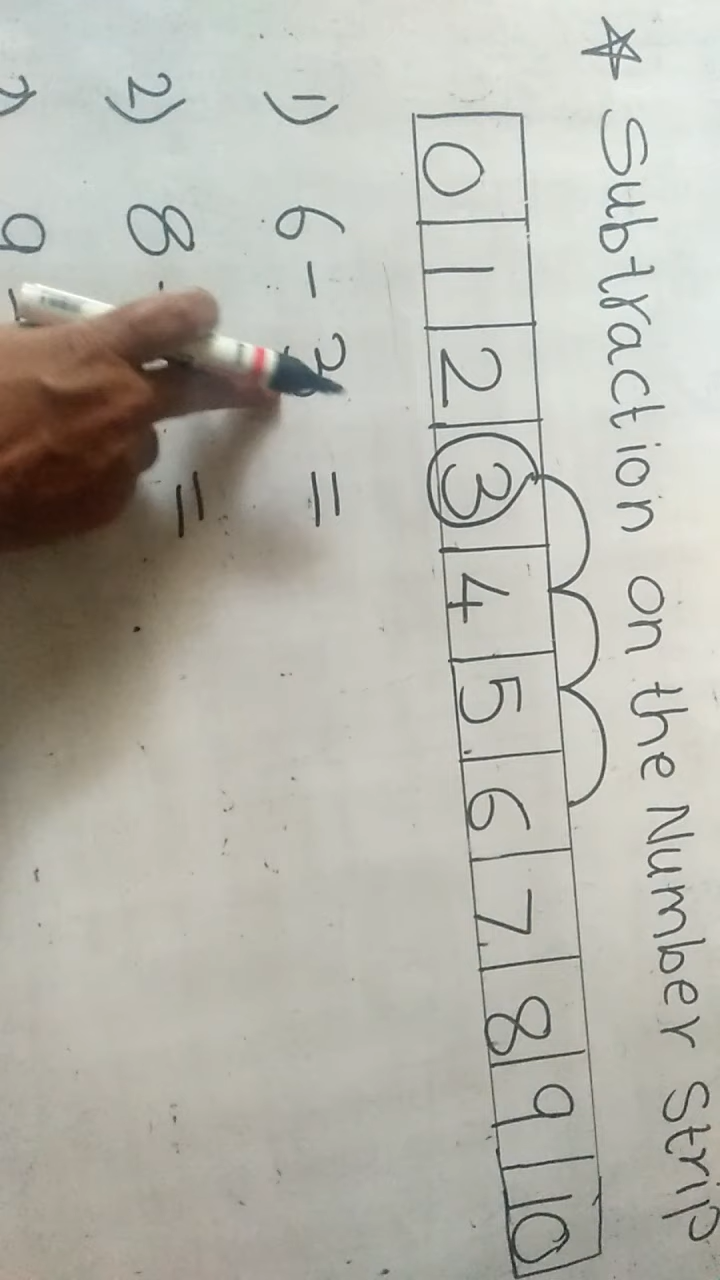 ☆ Subtraction on the Number Strip
0 1 2 3 4 5 6 7 8 9 10
1) 6 - 3 =
2) 8 - =
9 -